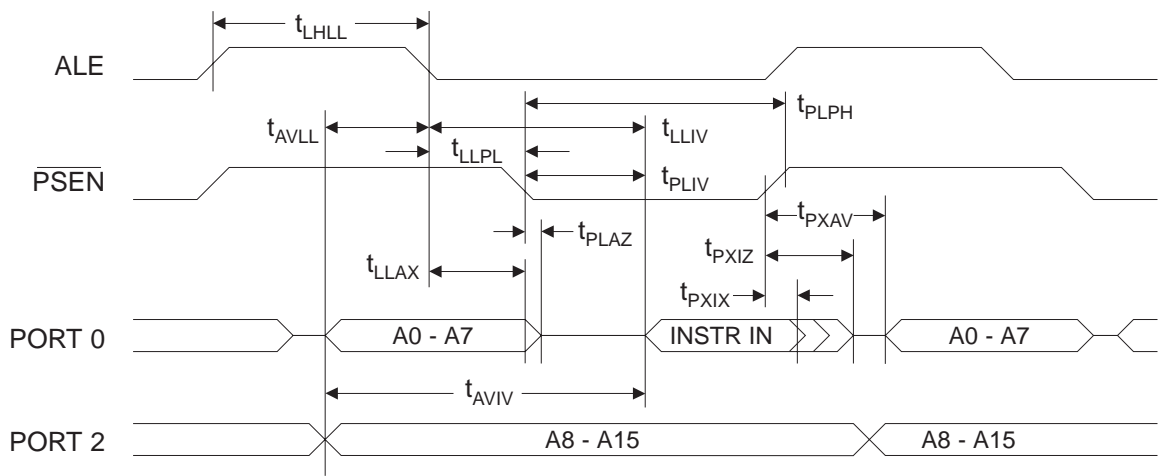 tLHLL
ALE
tPLPH
tAVLL
tLLIV
tLLPL
PSEN
tPLIV
tPXAV
tPLAZ
tPXIZ
tLLAX
tPXIX
PORT 0
A0 - A7
INSTR IN
A0 - A7
tAVIV
PORT 2
A8 - A15
A8 - A15